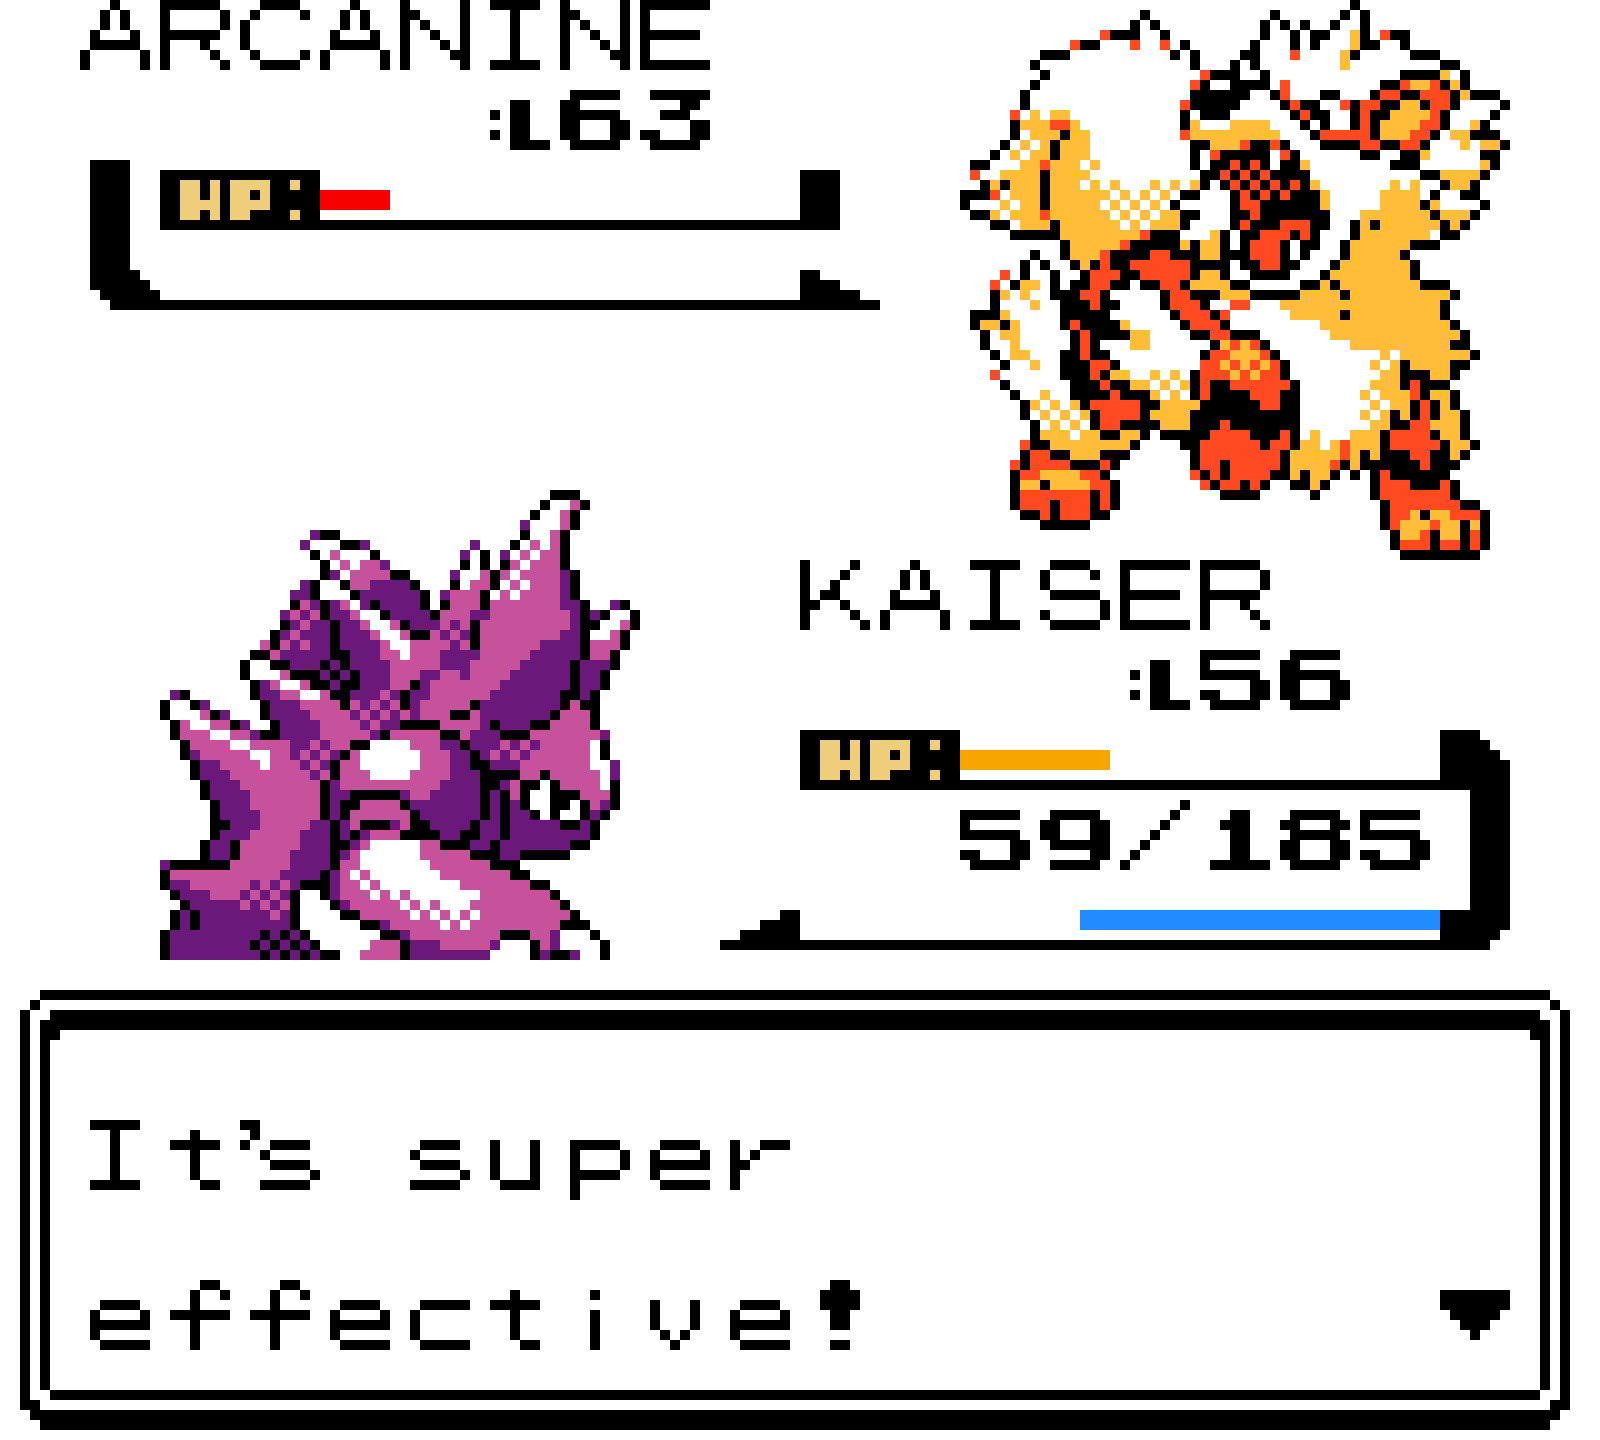 ARCANINE
:L63
HP:
KAISER
:L56
HP:
59/185
It's super
effective!